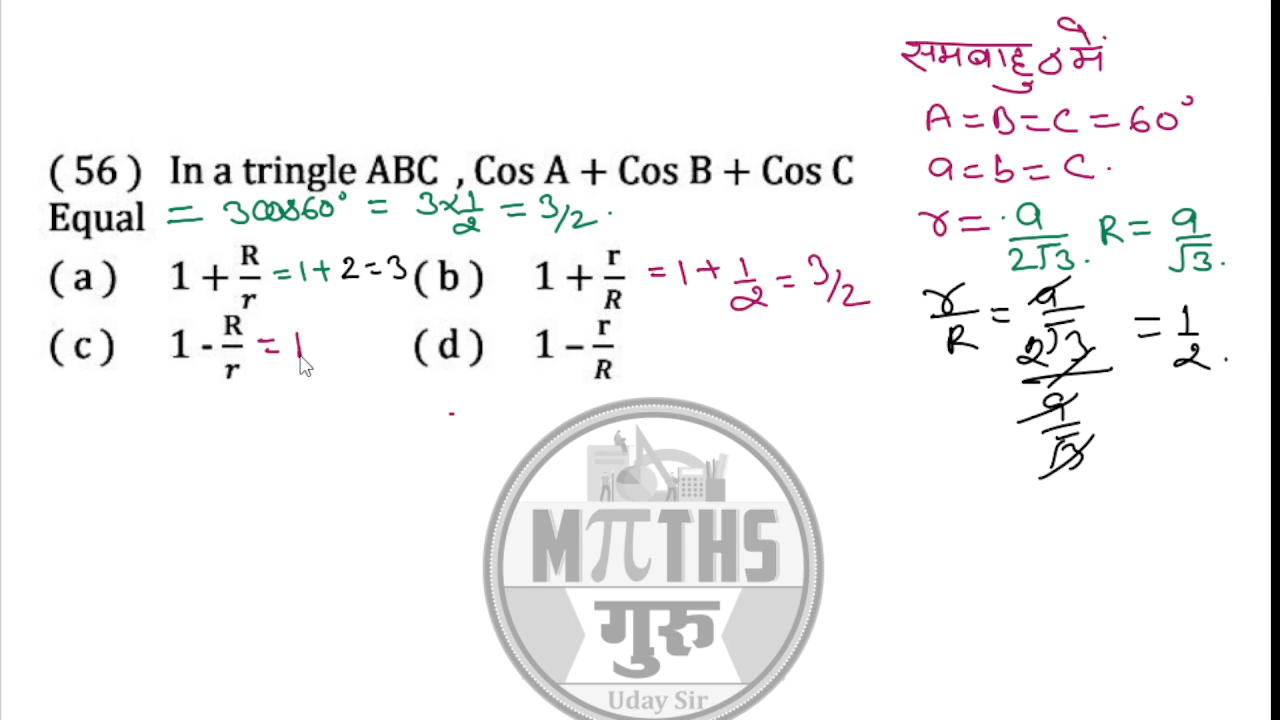 समबाहु Δ में
A = B = C = 60°
a = b = c .
r = a/2√3 . R = a/√3 .
r/R = (a/2√3)/(a/√3) = 1/2 .
( 56 ) In a tringle ABC , Cos A + Cos B + Cos C
Equal = 3 cos60° = 3×1/2 = 3/2 .
( a ) 1 + R/r = 1 + 2 = 3 ( b ) 1 + r/R = 1 + 1/2 = 3/2
( c ) 1 - R/r = 1 ( d ) 1 – r/R
MπTHS
गुरु
Uday Sir